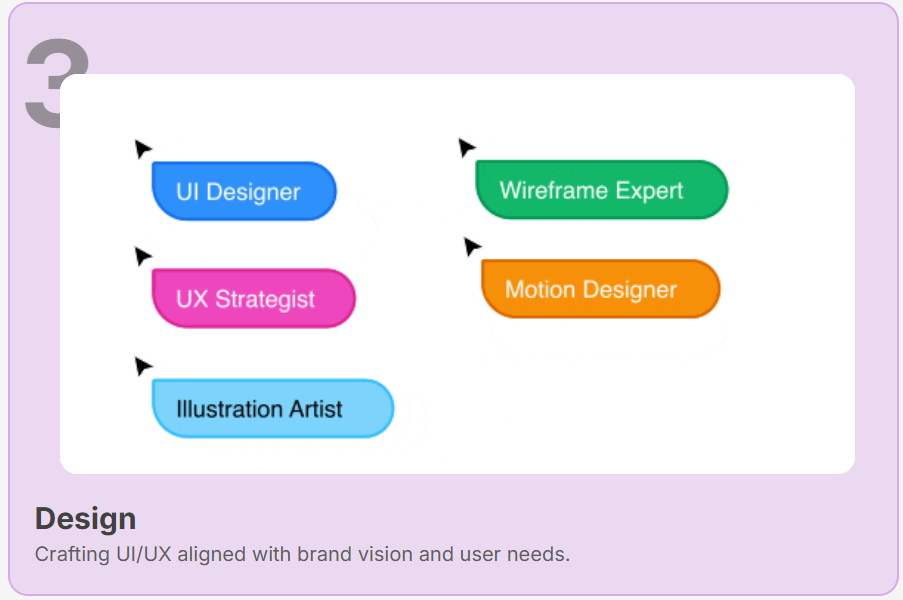 3
UI Designer
Wireframe Expert
UX Strategist
Motion Designer
Illustration Artist
Design
Crafting UI/UX aligned with brand vision and user needs.